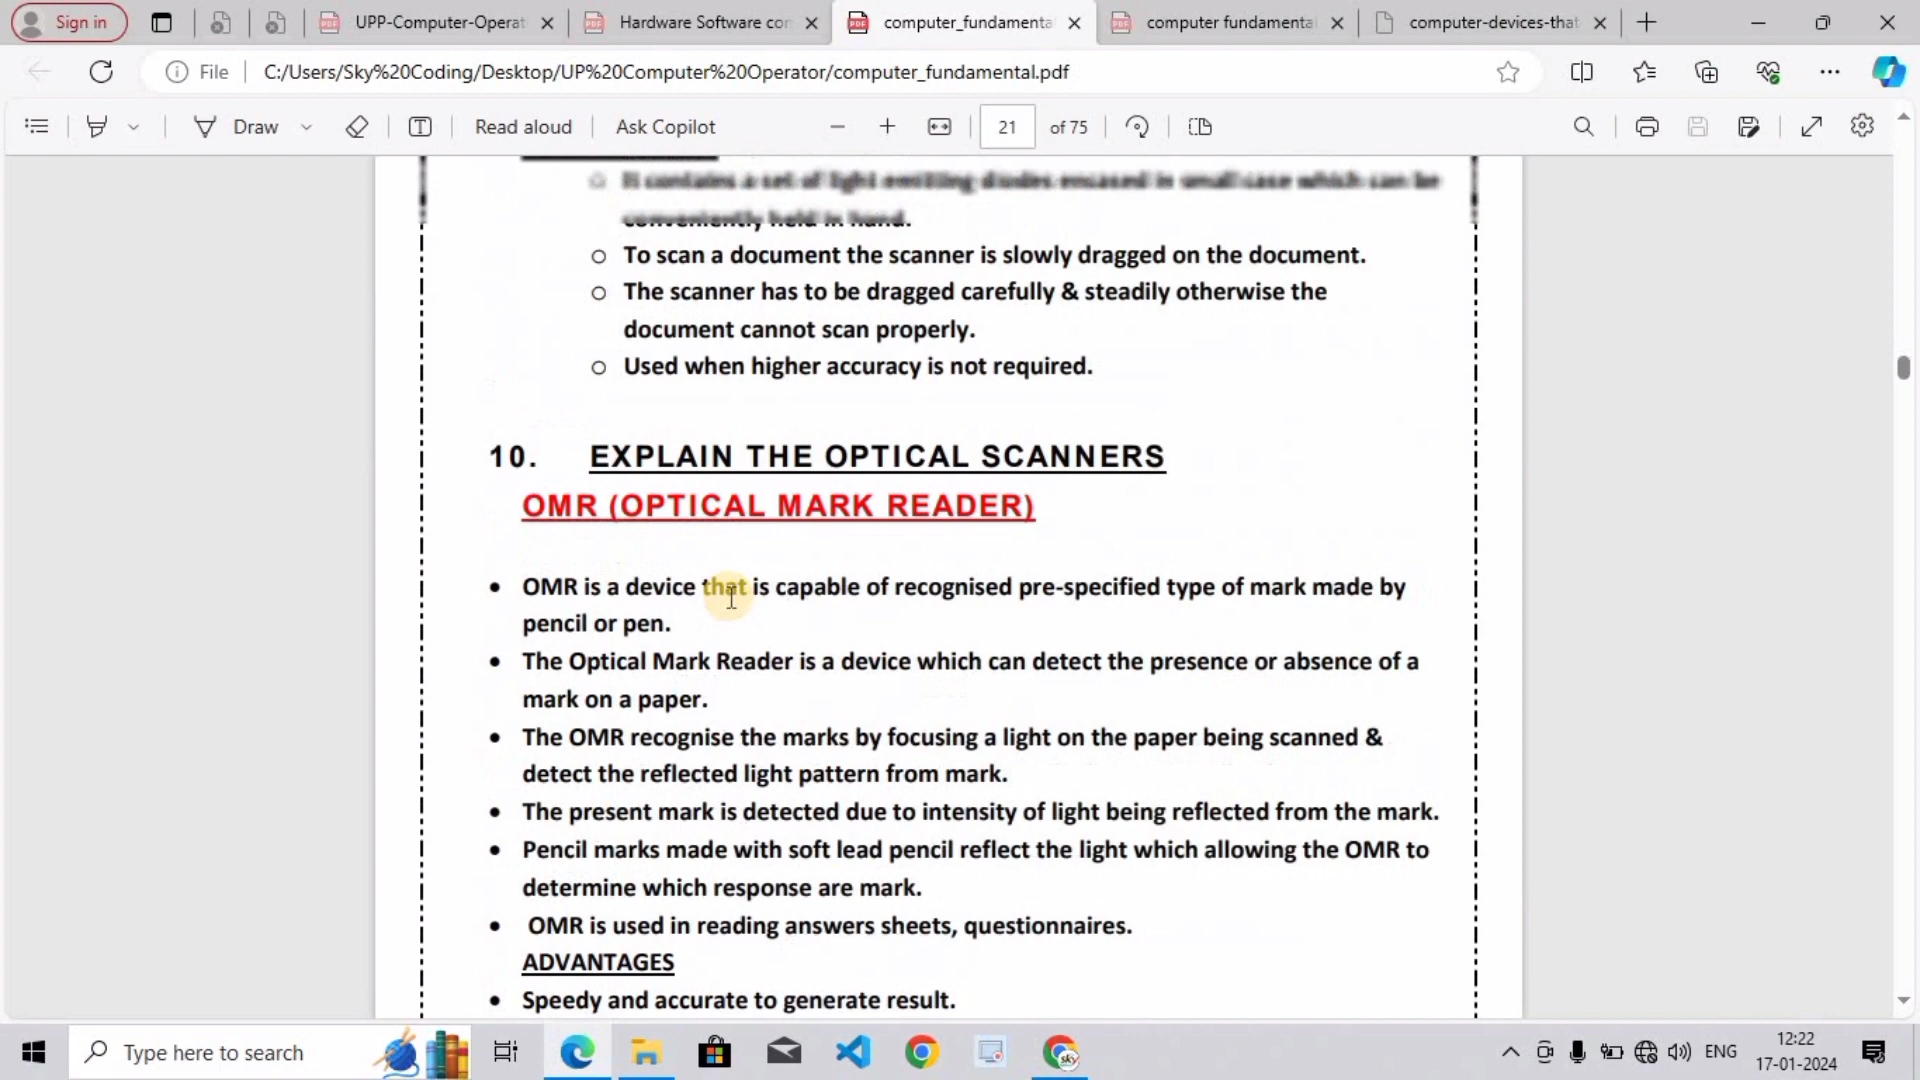 Sign in
UPP-Computer-Operat
Hardware Software con
computer_fundamenta
computer fundamental
computer-devices-that
File
C:/Users/Sky%20Coding/Desktop/UP%20Computer%20Operator/computer_fundamental.pdf
Draw
Read aloud
Ask Copilot
21
of 75
It contains a set of light emitting diodes encased in small case which can be
conveniently held in hand.
To scan a document the scanner is slowly dragged on the document.
The scanner has to be dragged carefully & steadily otherwise the
document cannot scan properly.
Used when higher accuracy is not required.
10. EXPLAIN THE OPTICAL SCANNERS
OMR (OPTICAL MARK READER)
OMR is a device that is capable of recognised pre-specified type of mark made by
pencil or pen.
The Optical Mark Reader is a device which can detect the presence or absence of a
mark on a paper.
The OMR recognise the marks by focusing a light on the paper being scanned &
detect the reflected light pattern from mark.
The present mark is detected due to intensity of light being reflected from the mark.
Pencil marks made with soft lead pencil reflect the light which allowing the OMR to
determine which response are mark.
OMR is used in reading answers sheets, questionnaires.
ADVANTAGES
Speedy and accurate to generate result.
Type here to search
sky
ENG
12:22
17-01-2024